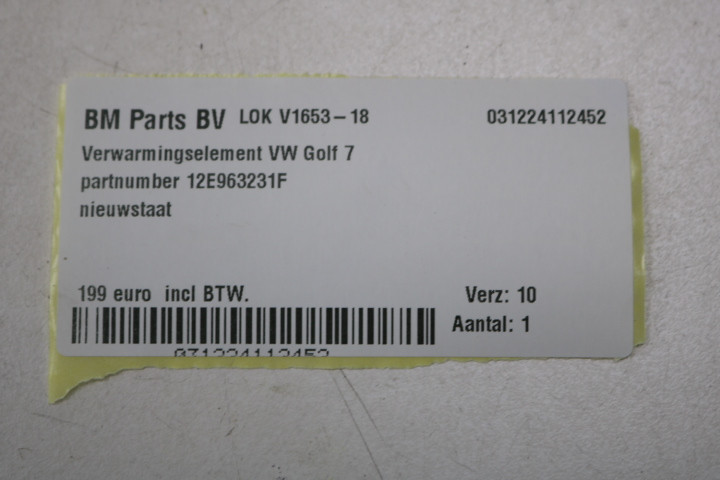 BM Parts BV LOK V1653-18 031224112452
Verwarmingselement VW Golf 7
partnumber 12E963231F
nieuwstaat
199 euro incl BTW. Verz: 10
Aantal: 1
031224112452